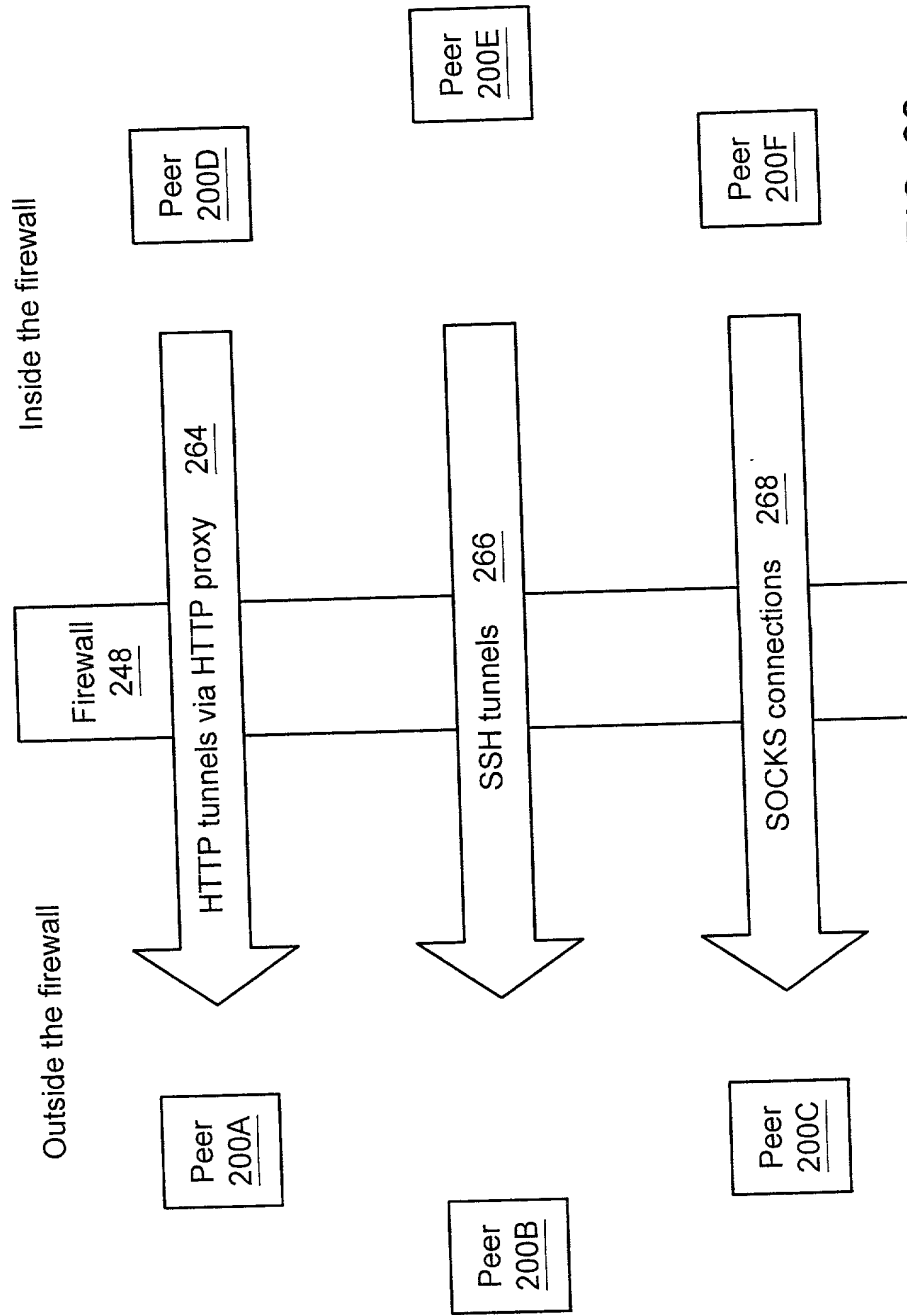 Outside the firewall
Inside the firewall
Firewall
248
Peer
200A
HTTP tunnels via HTTP proxy 264
Peer
200D
Peer
200B
SSH tunnels 266
Peer
200E
Peer
200C
SOCKS connections 268
Peer
200F